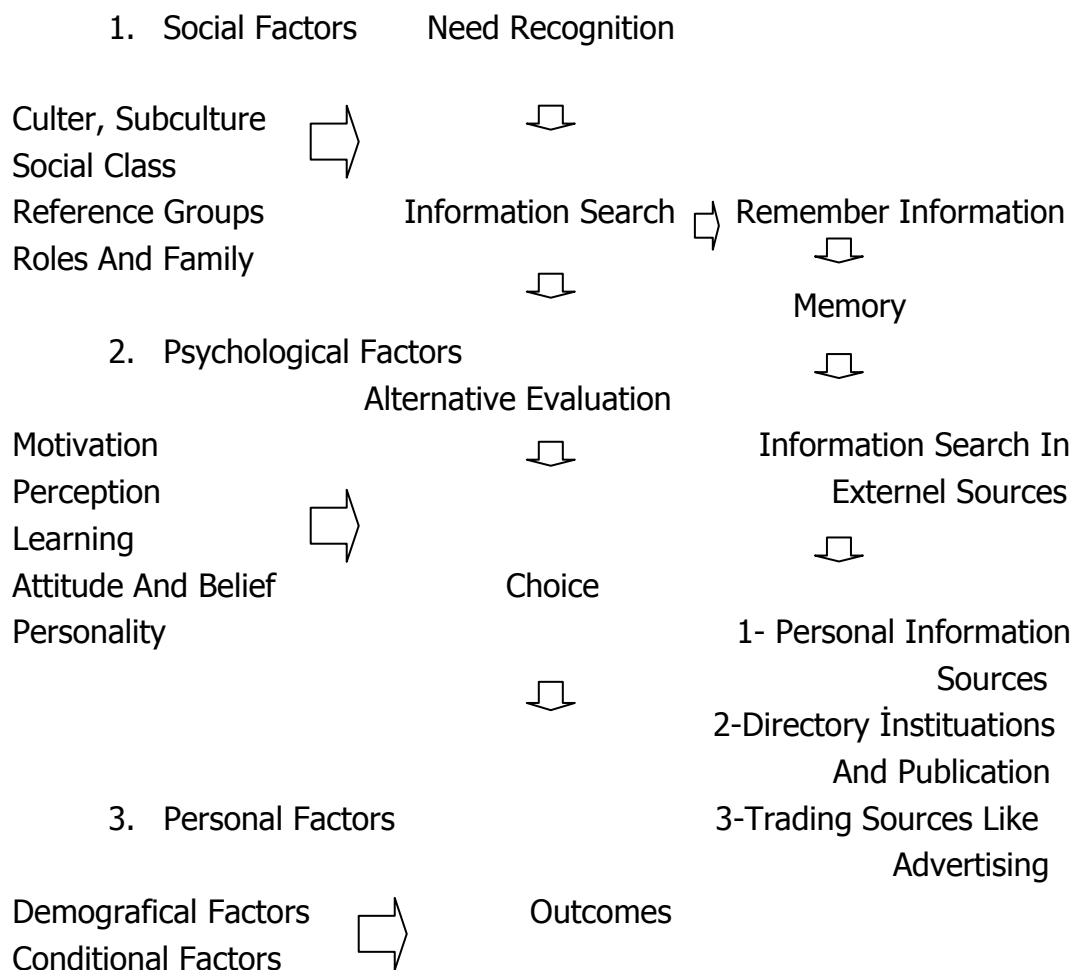 1. Social Factors Need Recognition
Culter, Subculture
Social Class
Reference Groups Information Search Remember Information
Roles And Family
Memory
2. Psychological Factors
Alternative Evaluation
Motivation Information Search In
Perception Externel Sources
Learning
Attitude And Belief Choice
Personality 1- Personal Information
Sources
2-Directory İnstituations
And Publication
3. Personal Factors 3-Trading Sources Like
Advertising
Demografical Factors Outcomes
Conditional Factors